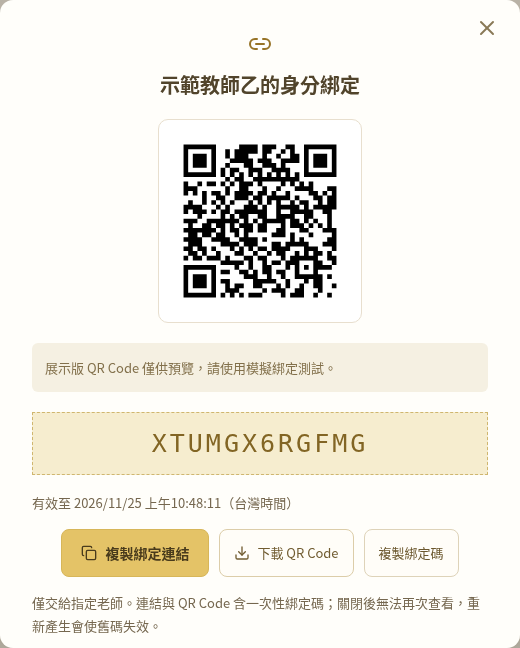 示範教師乙的身分綁定
展示版 QR Code 僅供預覽，請使用模擬綁定測試。
XTUMGX6RGFMG
有效至 2026/11/25 上午10:48:11（台灣時間）
複製綁定連結
下載 QR Code
複製綁定碼
僅交給指定老師。連結與 QR Code 含一次性綁定碼；關閉後無法再次查看，重
新產生會使舊碼失效。